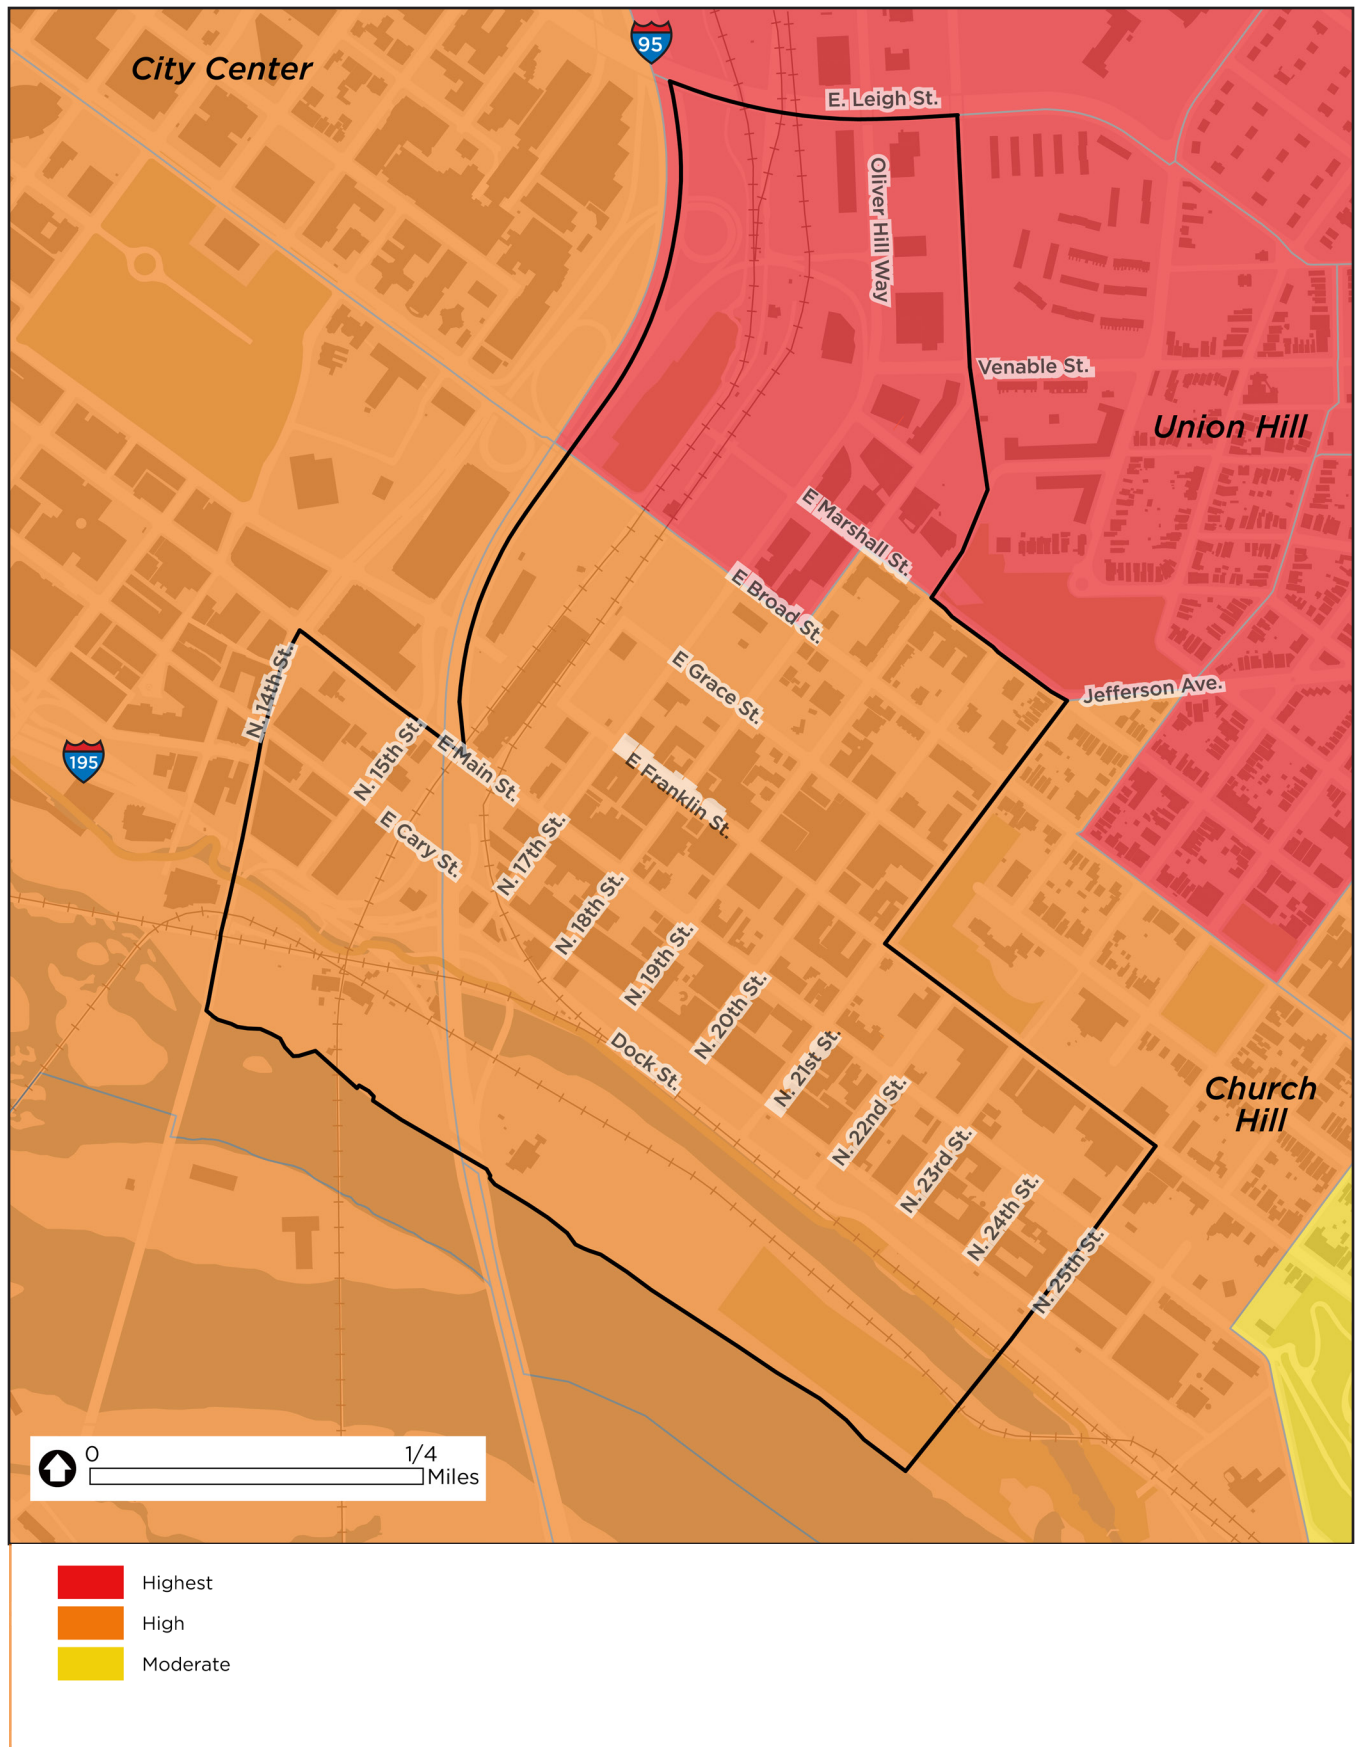 City Center
95
E. Leigh St.
Oliver Hill Way
Venable St.
Union Hill
E Marshall St.
E Broad St.
E Grace St.
Jefferson Ave.
N. 14th St.
195
N. 15th St.
E Main St.
E Franklin St.
E Cary St.
N. 17th St.
N. 18th St.
N. 19th St.
N. 20th St.
Dock St.
N. 21st St.
N. 22nd St.
Church
Hill
N. 23rd St.
N. 24th St.
N. 25th St.
0 1/4
Miles
Highest
High
Moderate